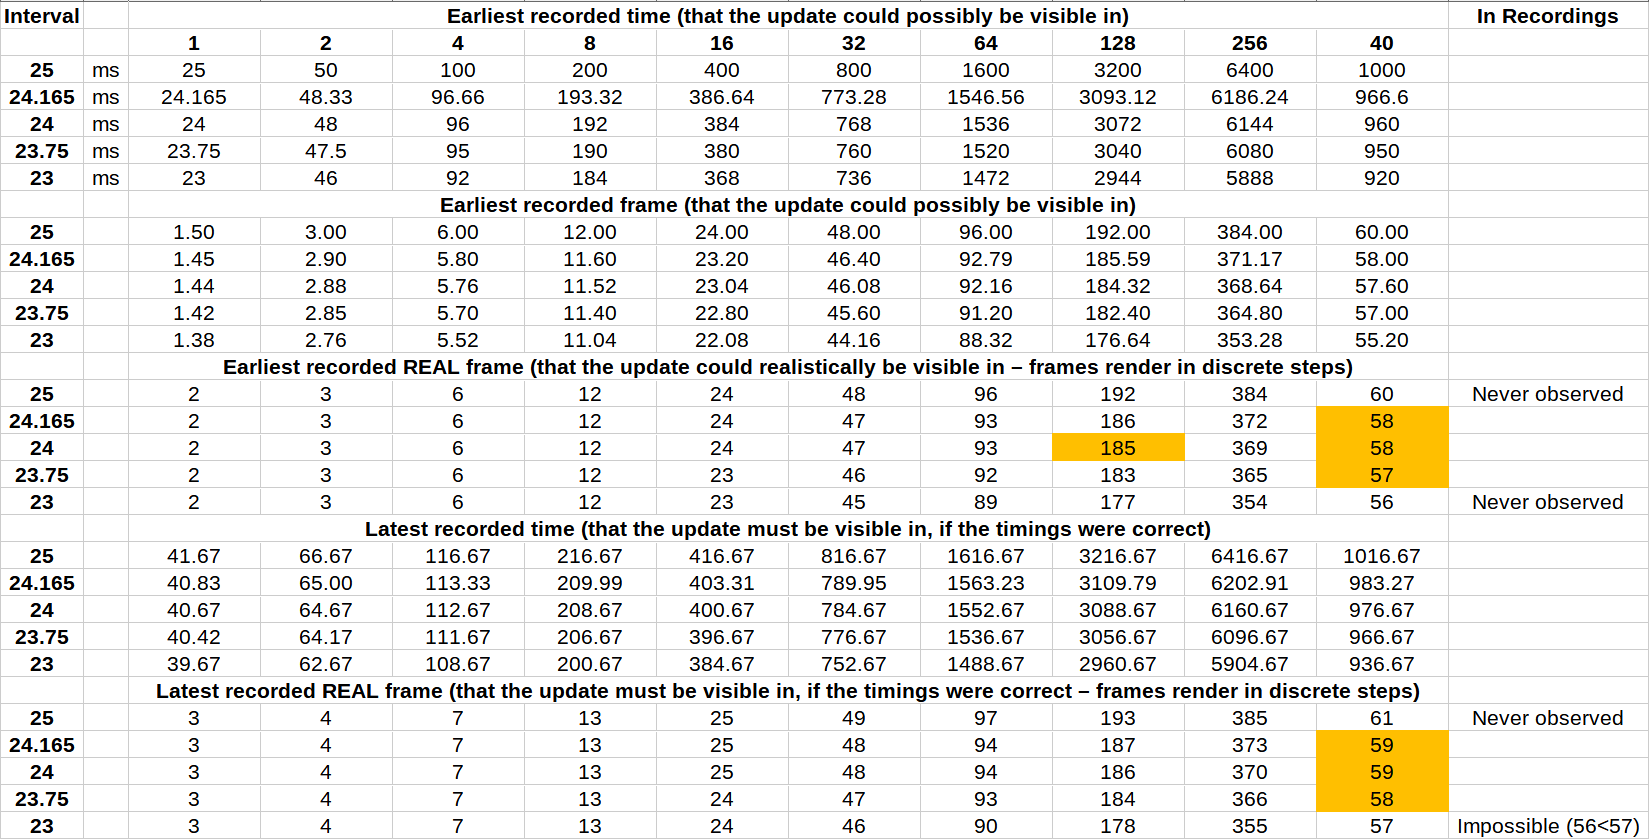 Interval Earliest recorded time (that the update could possibly be visible in) In Recordings
1 2 4 8 16 32 64 128 256 40
25 ms 25 50 100 200 400 800 1600 3200 6400 1000
24.165 ms 24.165 48.33 96.66 193.32 386.64 773.28 1546.56 3093.12 6186.24 966.6
24 ms 24 48 96 192 384 768 1536 3072 6144 960
23.75 ms 23.75 47.5 95 190 380 760 1520 3040 6080 950
23 ms 23 46 92 184 368 736 1472 2944 5888 920
Earliest recorded frame (that the update could possibly be visible in)
25 1.50 3.00 6.00 12.00 24.00 48.00 96.00 192.00 384.00 60.00
24.165 1.45 2.90 5.80 11.60 23.20 46.40 92.79 185.59 371.17 58.00
24 1.44 2.88 5.76 11.52 23.04 46.08 92.16 184.32 368.64 57.60
23.75 1.42 2.85 5.70 11.40 22.80 45.60 91.20 182.40 364.80 57.00
23 1.38 2.76 5.52 11.04 22.08 44.16 88.32 176.64 353.28 55.20
Earliest recorded REAL frame (that the update could realistically be visible in – frames render in discrete steps)
25 2 3 6 12 24 48 96 192 384 60 Never observed
24.165 2 3 6 12 24 47 93 186 372 58
24 2 3 6 12 24 47 93 185 369 58
23.75 2 3 6 12 23 46 92 183 365 57
23 2 3 6 12 23 45 89 177 354 56 Never observed
Latest recorded time (that the update must be visible in, if the timings were correct)
25 41.67 66.67 116.67 216.67 416.67 816.67 1616.67 3216.67 6416.67 1016.67
24.165 40.83 65.00 113.33 209.99 403.31 789.95 1563.23 3109.79 6202.91 983.27
24 40.67 64.67 112.67 208.67 400.67 784.67 1552.67 3088.67 6160.67 976.67
23.75 40.42 64.17 111.67 206.67 396.67 776.67 1536.67 3056.67 6096.67 966.67
23 39.67 62.67 108.67 200.67 384.67 752.67 1488.67 2960.67 5904.67 936.67
Latest recorded REAL frame (that the update must be visible in, if the timings were correct – frames render in discrete steps)
25 3 4 7 13 25 49 97 193 385 61 Never observed
24.165 3 4 7 13 25 48 94 187 373 59
24 3 4 7 13 25 48 94 186 370 59
23.75 3 4 7 13 24 47 93 184 366 58
23 3 4 7 13 24 46 90 178 355 57 Impossible (56<57)